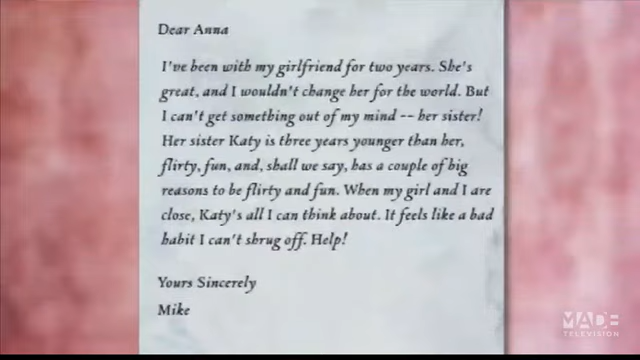 Dear Anna
I've been with my girlfriend for two years. She's
great, and I wouldn't change her for the world. But
I can't get something out of my mind -- her sister!
Her sister Katy is three years younger than her,
flirty, fun, and, shall we say, has a couple of big
reasons to be flirty and fun. When my girl and I are
close, Katy's all I can think about. It feels like a bad
habit I can't shrug off. Help!
Yours Sincerely
Mike
MADE
TELEVISION